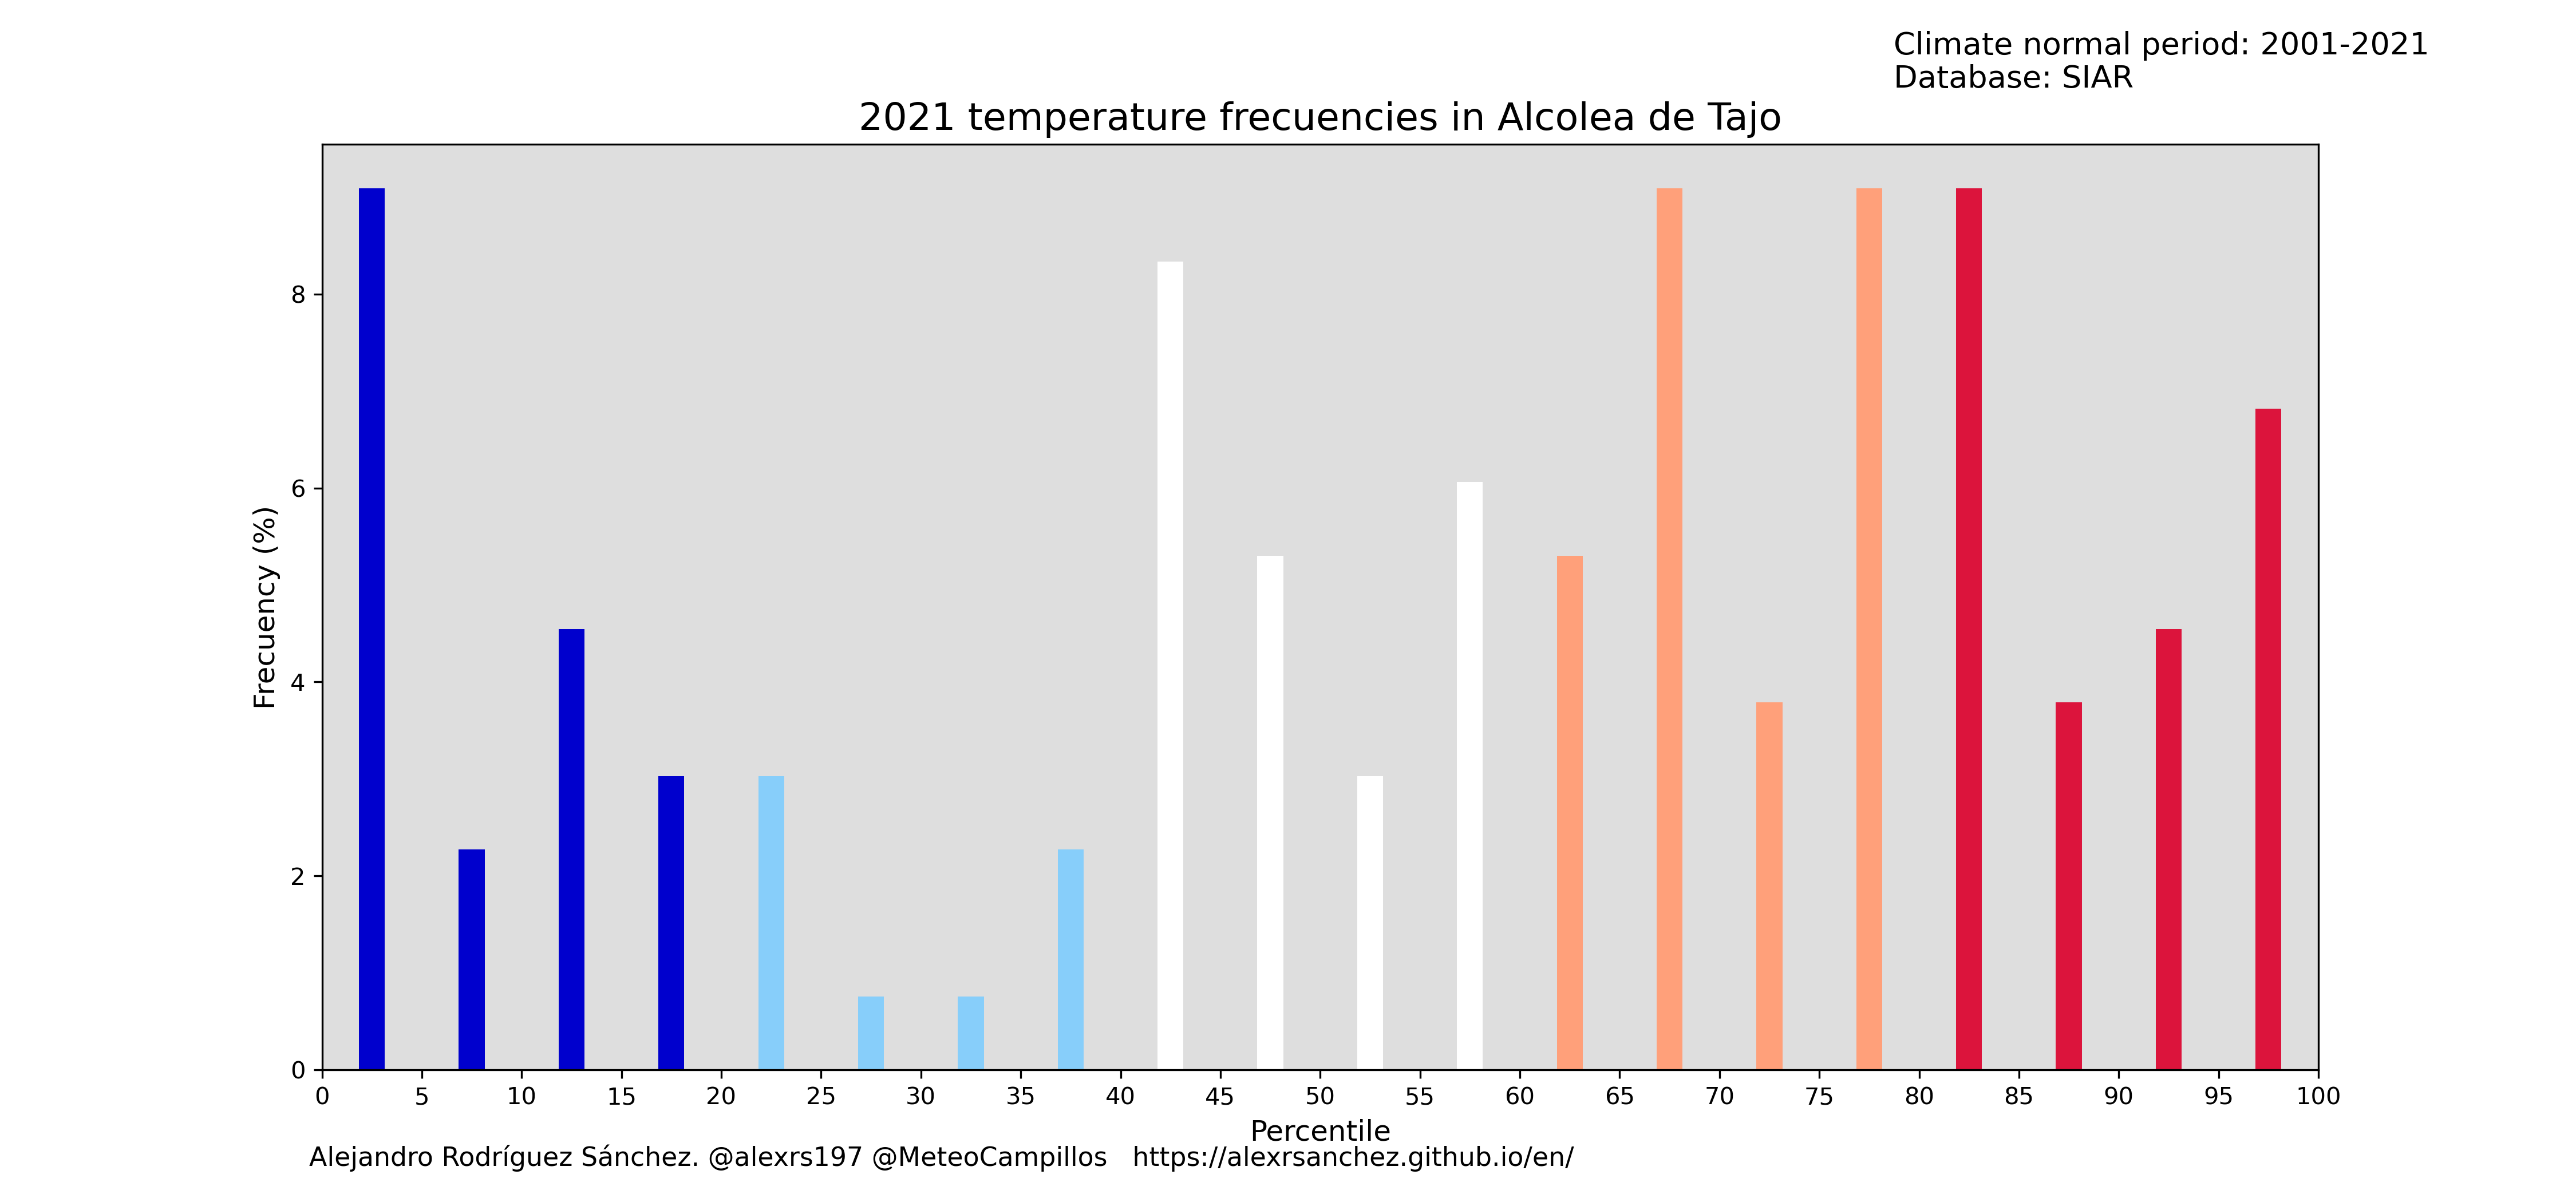 Climate normal period: 2001-2021
Database: SIAR
2021 temperature frecuencies in Alcolea de Tajo
Frecuency (%)
8
6
4
2
0
0 5 10 15 20 25 30 35 40 45 50 55 60 65 70 75 80 85 90 95 100
Percentile
Alejandro Rodríguez Sánchez. @alexrs197 @MeteoCampillos https://alexrsanchez.github.io/en/